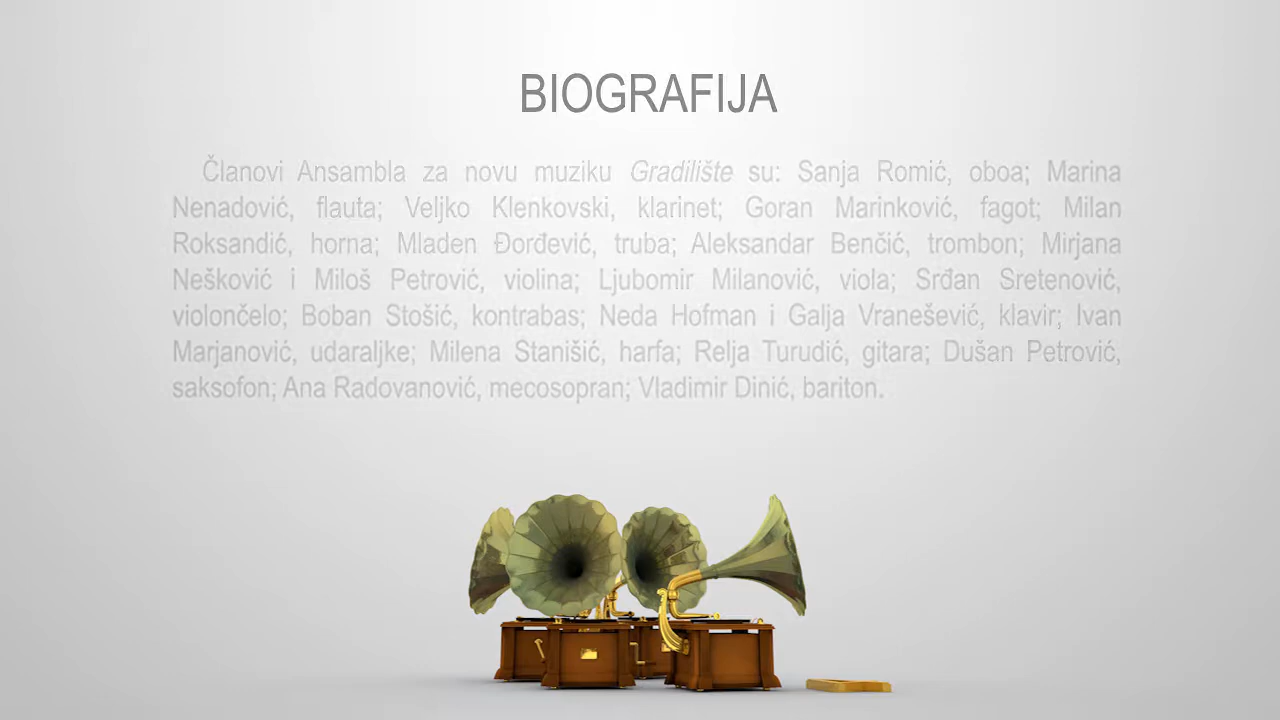 BIOGRAFIJA
Članovi Ansambla za novu muziku Gradilište su: Sanja Romić, oboa; Marina
Nenadović, flauta; Veljko Klenkovski, klarinet; Goran Marinković, fagot; Milan
Roksandić, horna; Mladen Đorđević, truba; Aleksandar Benčić, trombon; Mirjana
Nešković i Miloš Petrović, violina; Ljubomir Milanović, viola; Srđan Sretenović,
violončelo; Boban Stošić, kontrabas; Neda Hofman i Galja Vranešević, klavir; Ivan
Marjanović, udaraljke; Milena Stanišić, harfa; Relja Turudić, gitara; Dušan Petrović,
saksofon; Ana Radovanović, mecosopran; Vladimir Dinić, bariton.